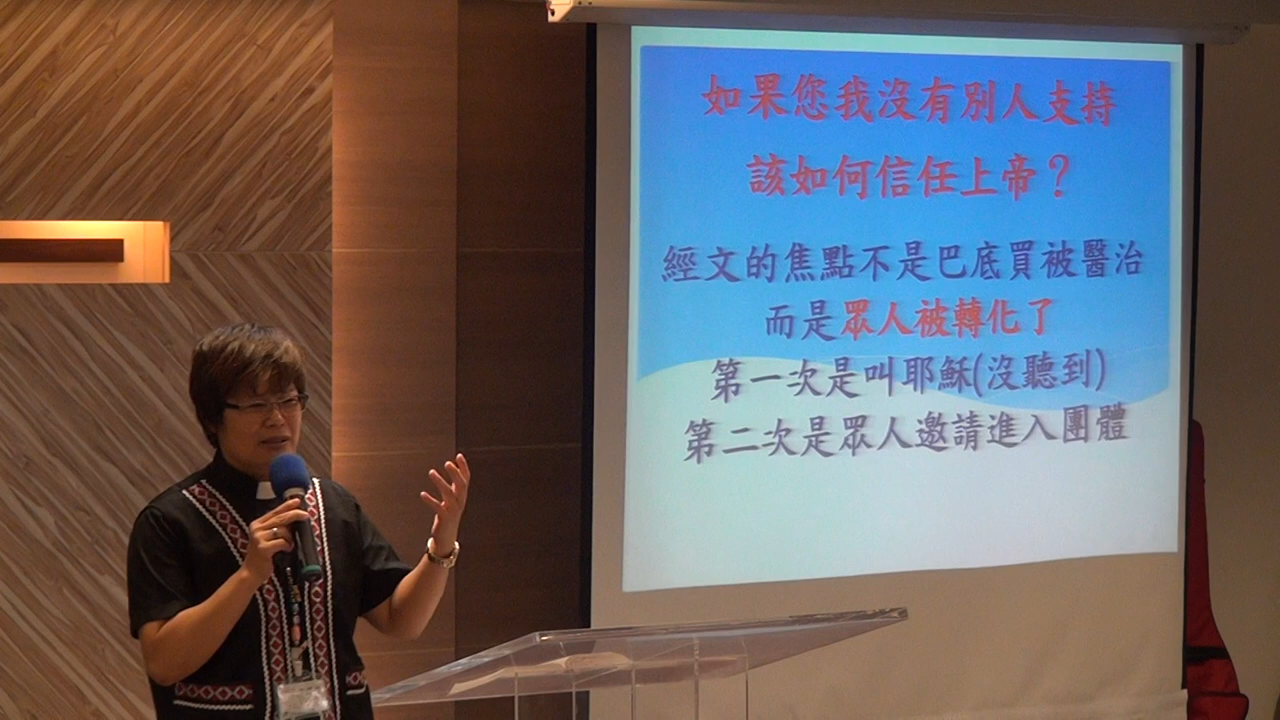 如果您我沒有別人支持
該如何信任上帝？
經文的焦點不是巴底買被醫治
而是眾人被轉化了
第一次是叫耶穌(沒聽到)
第二次是眾人邀請進入團體